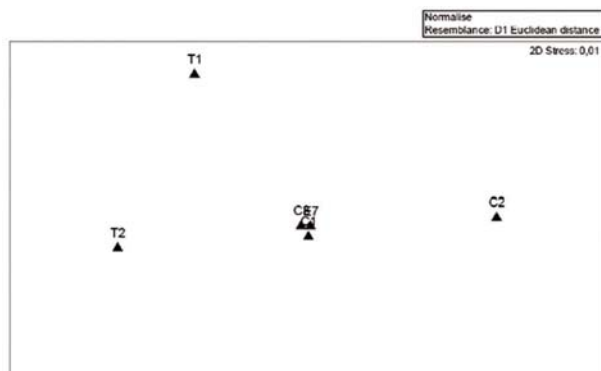 Normalise
Resemblance: D1 Euclidean distance
2D Stress: 0,01
T1
C2
T2